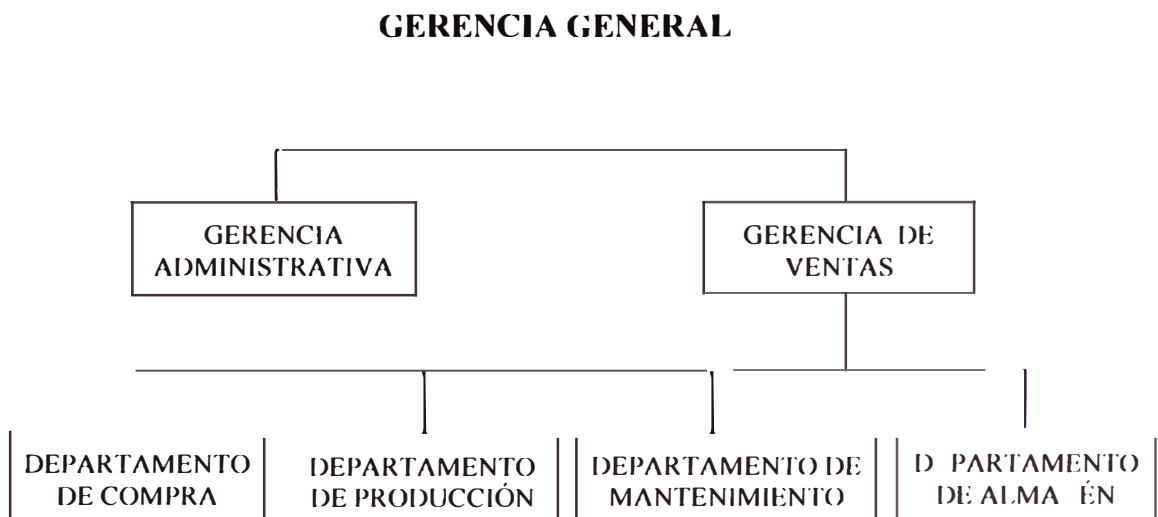 GERENCIA GENERAL
GERENCIA
ADMINISTRATIVA
GERENCIA DE
VENTAS
DEPARTAMENTO
DE COMPRA
DEPARTAMENTO
DE PRODUCCIÓN
DEPARTAMENTO DE
MANTENIMIENTO
D PARTAMENTO
DE ALMA ÉN